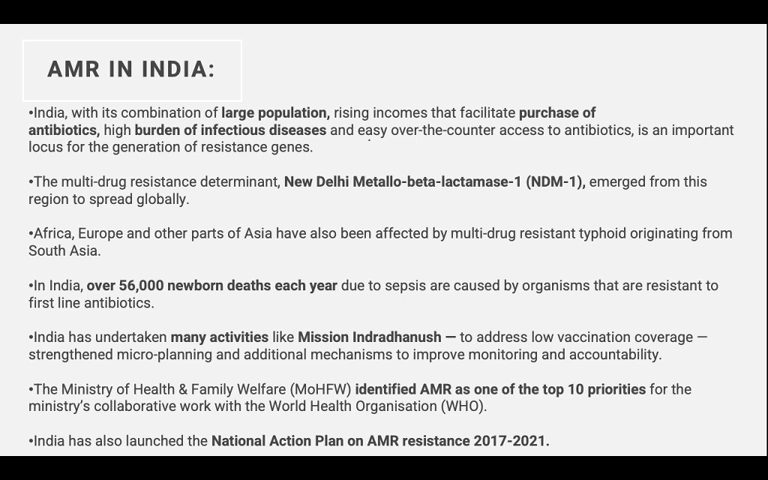 AMR IN INDIA:
•India, with its combination of large population, rising incomes that facilitate purchase of
antibiotics, high burden of infectious diseases and easy over-the-counter access to antibiotics, is an important
locus for the generation of resistance genes.
•The multi-drug resistance determinant, New Delhi Metallo-beta-lactamase-1 (NDM-1), emerged from this
region to spread globally.
•Africa, Europe and other parts of Asia have also been affected by multi-drug resistant typhoid originating from
South Asia.
•In India, over 56,000 newborn deaths each year due to sepsis are caused by organisms that are resistant to
first line antibiotics.
•India has undertaken many activities like Mission Indradhanush — to address low vaccination coverage —
strengthened micro-planning and additional mechanisms to improve monitoring and accountability.
•The Ministry of Health & Family Welfare (MoHFW) identified AMR as one of the top 10 priorities for the
ministry's collaborative work with the World Health Organisation (WHO).
•India has also launched the National Action Plan on AMR resistance 2017-2021.